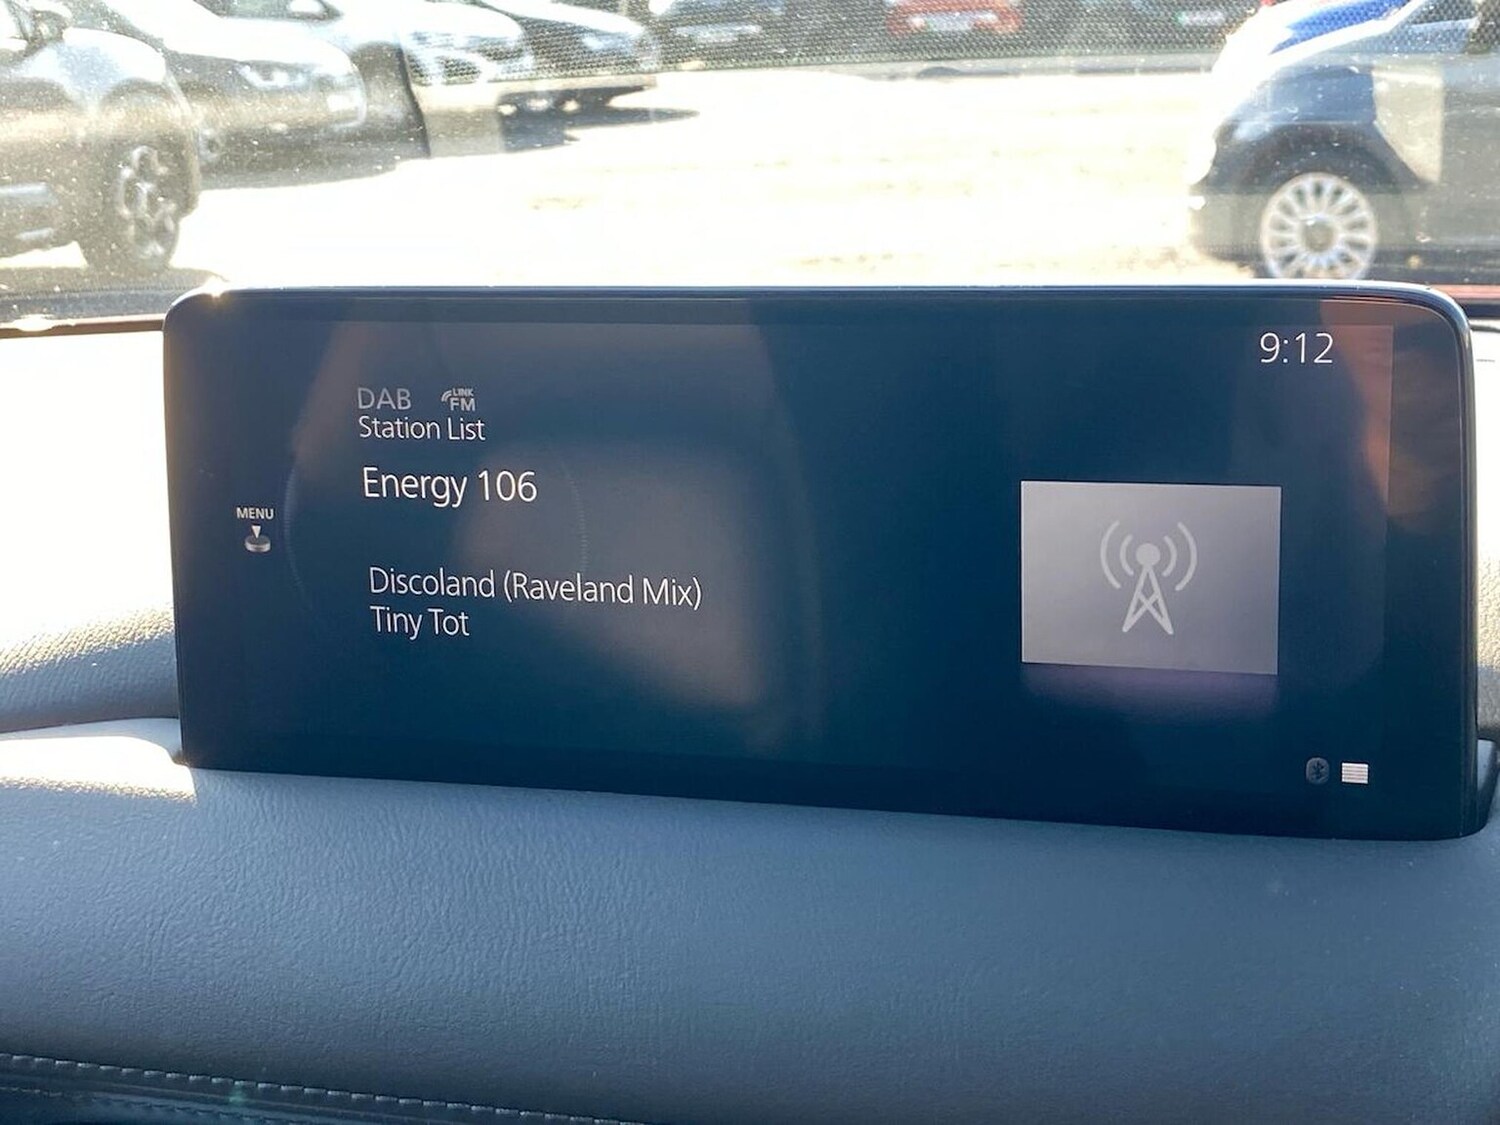 9:12
DAB LINK FM
Station List
Energy 106
MENU
Discoland (Raveland Mix)
Tiny Tot